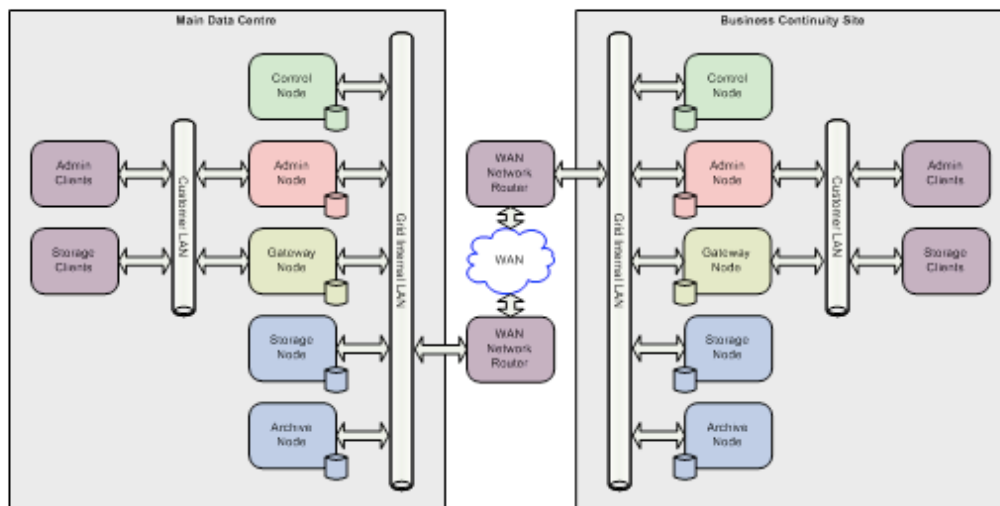 Main Data Centre
Business Continuity Site
Control
Node
Admin
Clients
Admin
Node
Storage
Clients
Gateway
Node
Storage
Node
Archive
Node
Customer LAN
Grid Internal LAN
WAN
Network
Router
WAN
WAN
Network
Router
Grid Internal LAN
Control
Node
Admin
Node
Admin
Clients
Gateway
Node
Storage
Clients
Storage
Node
Archive
Node
Customer LAN